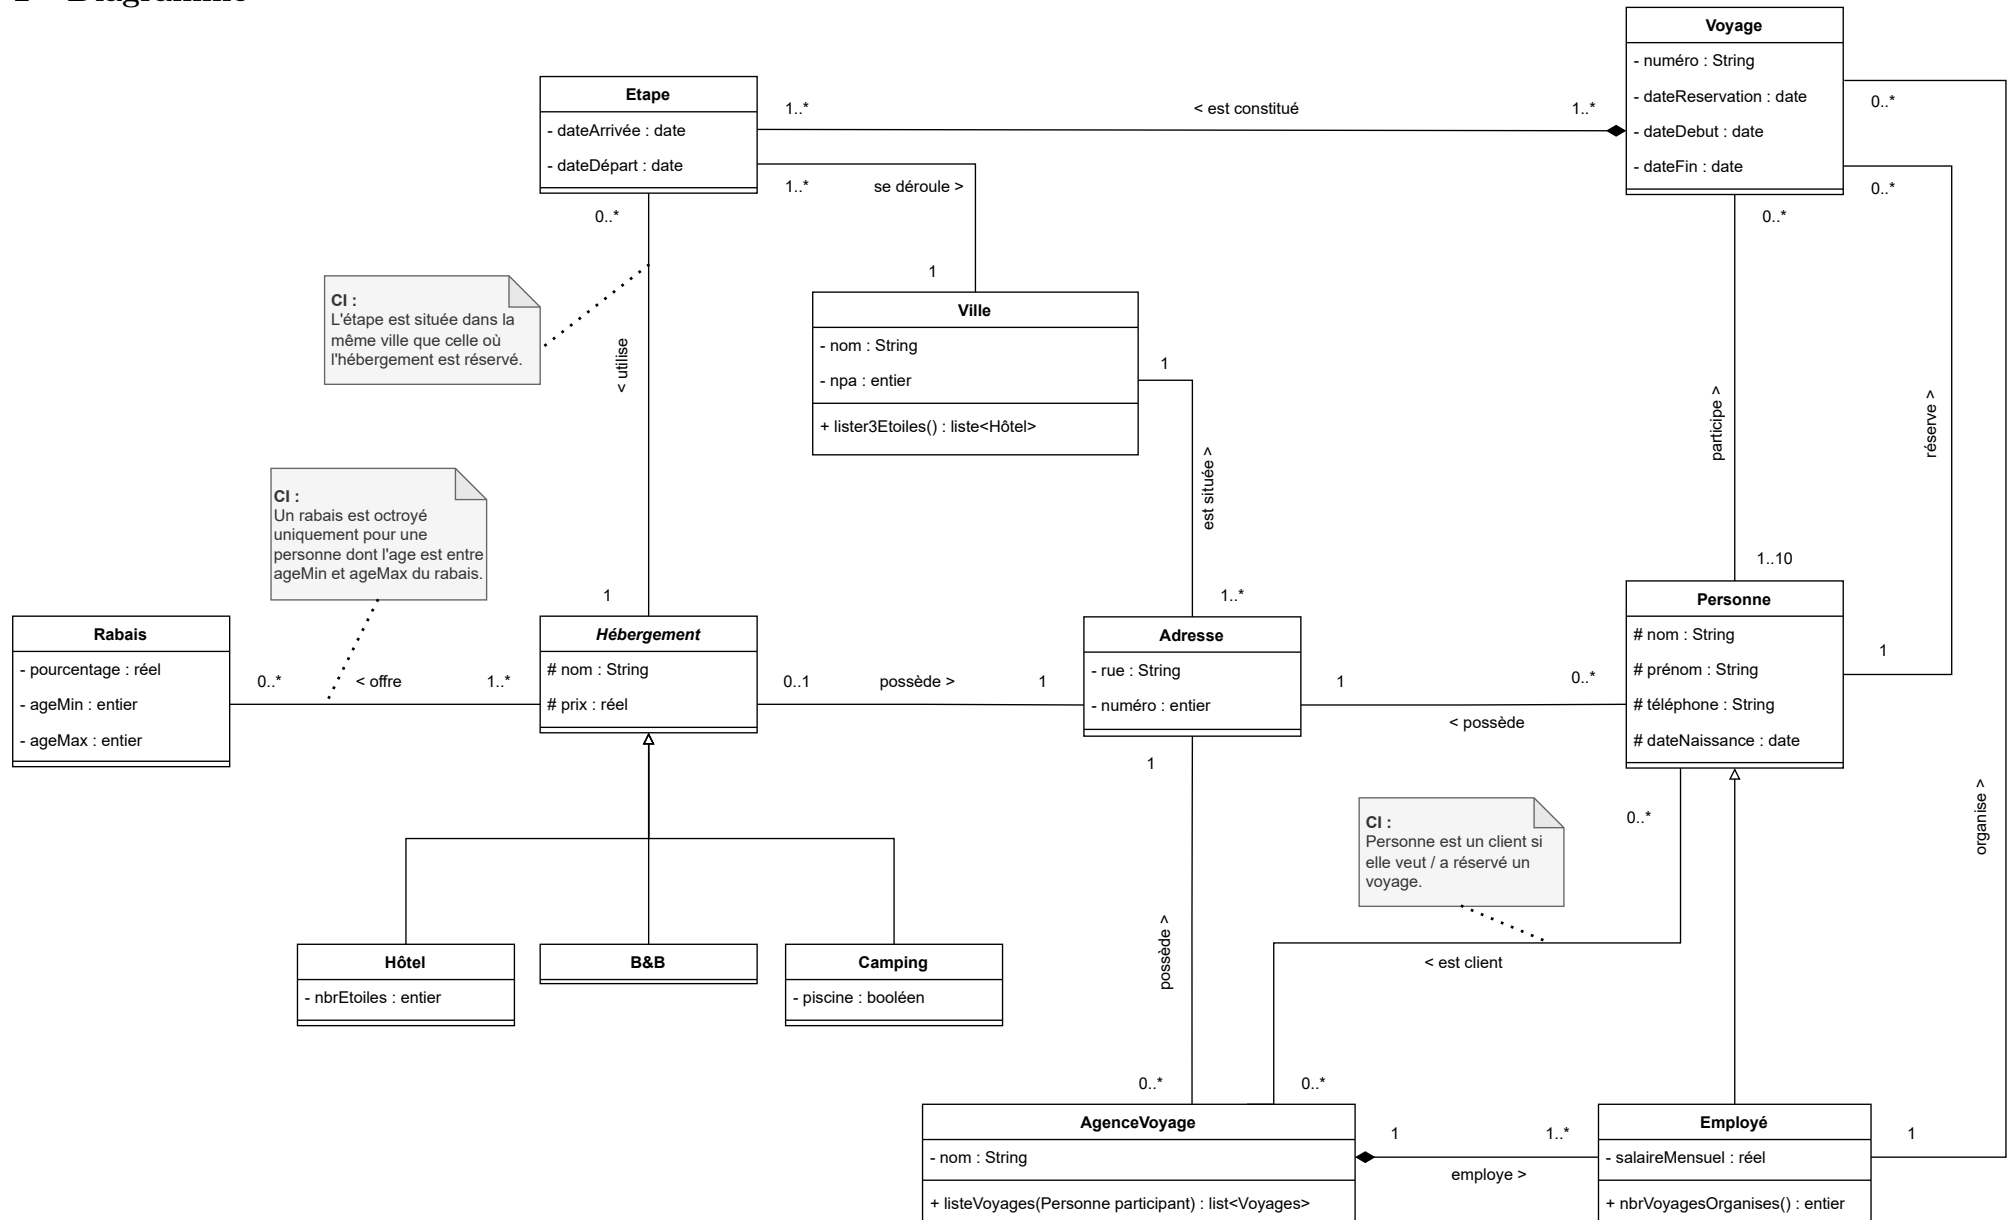 Voyage
- numéro : String
- dateReservation : date
- dateDebut : date
- dateFin : date
0..*
0..*
0..*
Etape
- dateArrivée : date
- dateDépart : date
1..*
< est constitué
1..*
1..*
se déroule >
0..*
1
CI :
L'étape est située dans la
même ville que celle où
l'hébergement est réservé.
< utilise
Ville
- nom : String
- npa : entier
+ lister3Etoiles() : liste<Hôtel>
1
est située >
1..*
participe >
réserve >
1..10
CI :
Un rabais est octroyé
uniquement pour une
personne dont l'age est entre
ageMin et ageMax du rabais.
1
Rabais
- pourcentage : réel
- ageMin : entier
- ageMax : entier
0..*
< offre
1..*
Hébergement
# nom : String
# prix : réel
0..1
possède >
1
Adresse
- rue : String
- numéro : entier
1
< possède
0..*
Personne
# nom : String
# prénom : String
# téléphone : String
# dateNaissance : date
1
1
0..*
organise >
CI :
Personne est un client si
elle veut / a réservé un
voyage.
< est client
possède >
Hôtel
- nbrEtoiles : entier
B&B
Camping
- piscine : booléen
0..*
0..*
AgenceVoyage
- nom : String
+ listeVoyages(Personne participant) : list<Voyages>
1
employe >
1..*
Employé
- salaireMensuel : réel
+ nbrVoyagesOrganises() : entier
1